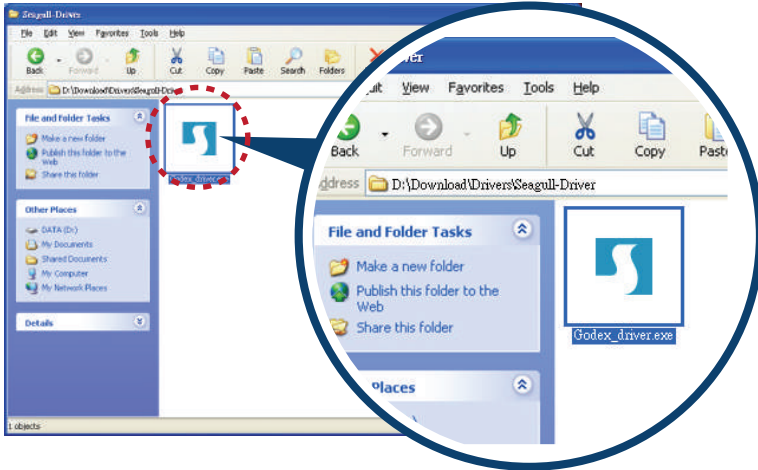 Seagull-Driver
File Edit View Favorites Tools Help
Back Forward Up Cut Copy Paste Search Folders
Address D:\Download\Drivers\Seagull-Driver
File and Folder Tasks
Make a new folder
Publish this folder to the
Web
Share this folder
Other Places
DATA (D:)
My Documents
Shared Documents
My Computer
My Network Places
Details
1 objects
Godex_driver.exe
View Favorites Tools Help
Back Forward Up Cut Copy
D:\Download\Drivers\Seagull-Driver
File and Folder Tasks
Make a new folder
Publish this folder to the
Web
Share this folder
Places
Godex_driver.exe